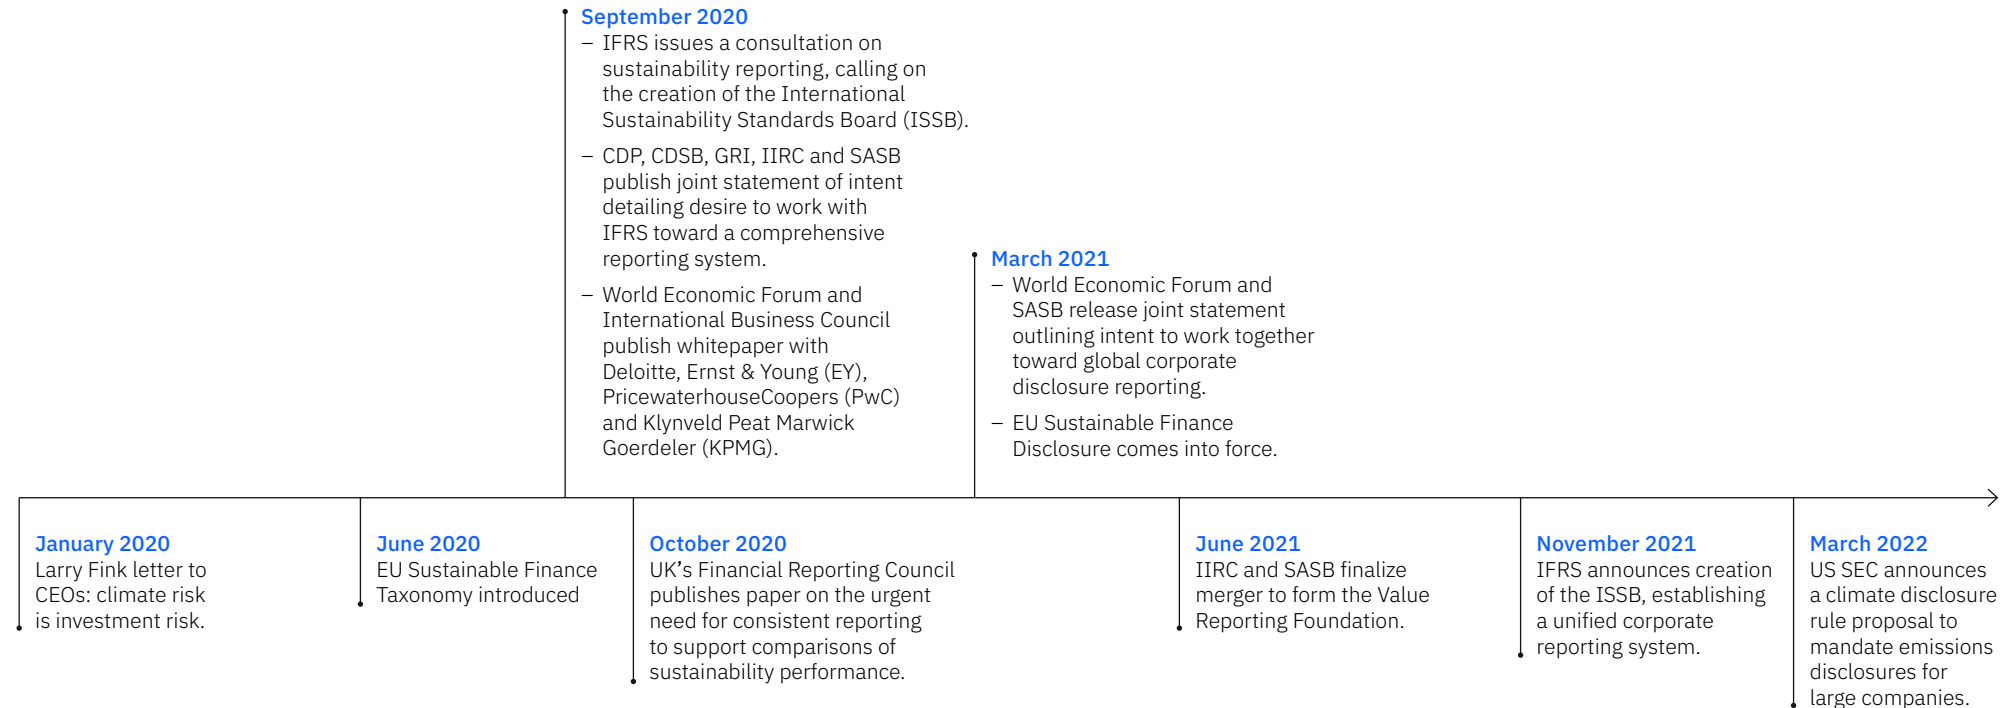 September 2020
– IFRS issues a consultation on
sustainability reporting, calling on
the creation of the International
Sustainability Standards Board (ISSB).
– CDP, CDSB, GRI, IIRC and SASB
publish joint statement of intent
detailing desire to work with
IFRS toward a comprehensive
reporting system.
– World Economic Forum and
International Business Council
publish whitepaper with
Deloitte, Ernst & Young (EY),
PricewaterhouseCoopers (PwC)
and Klynveld Peat Marwick
Goerdeler (KPMG).
March 2021
– World Economic Forum and
SASB release joint statement
outlining intent to work together
toward global corporate
disclosure reporting.
– EU Sustainable Finance
Disclosure comes into force.
January 2020
Larry Fink letter to
CEOs: climate risk
is investment risk.
June 2020
EU Sustainable Finance
Taxonomy introduced
October 2020
UK's Financial Reporting Council
publishes paper on the urgent
need for consistent reporting
to support comparisons of
sustainability performance.
June 2021
IIRC and SASB finalize
merger to form the Value
Reporting Foundation.
November 2021
IFRS announces creation
of the ISSB, establishing
a unified corporate
reporting system.
March 2022
US SEC announces
a climate disclosure
rule proposal to
mandate emissions
disclosures for
large companies.